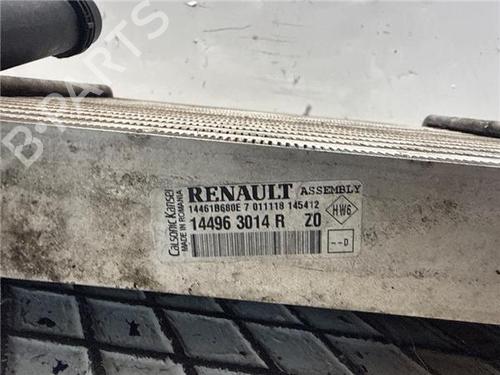 B-PARTS
CalsonicKansei
MADE IN ROMANIA
RENAULT ASSEMBLY
14461B680E 7 011118 145412
14496 3014 R Z0
HW6
--D